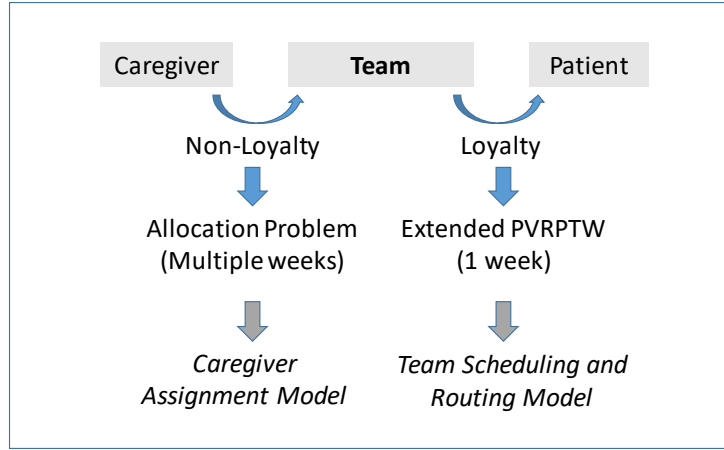 Caregiver
Team
Patient
Non-Loyalty
Loyalty
Allocation Problem
(Multiple weeks)
Extended PVRPTW
(1 week)
Caregiver
Assignment Model
Team Scheduling and
Routing Model